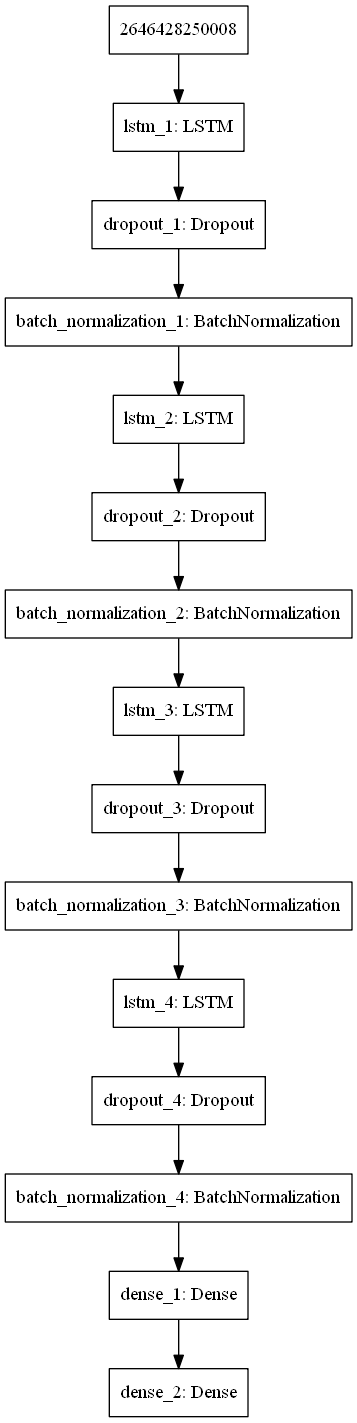 2646428250008
lstm_1: LSTM
dropout_1: Dropout
batch_normalization_1: BatchNormalization
lstm_2: LSTM
dropout_2: Dropout
batch_normalization_2: BatchNormalization
lstm_3: LSTM
dropout_3: Dropout
batch_normalization_3: BatchNormalization
lstm_4: LSTM
dropout_4: Dropout
batch_normalization_4: BatchNormalization
dense_1: Dense
dense_2: Dense